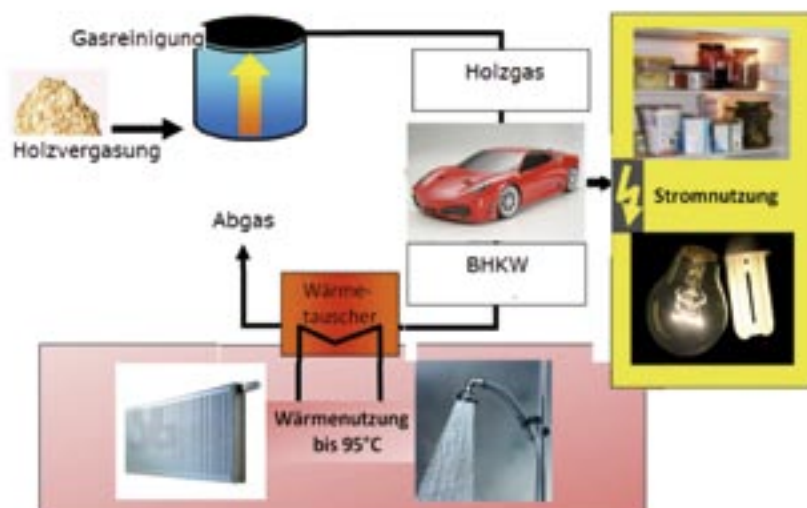 Gasreinigung
Holzvergasung
Holzgas
Stromnutzung
BHKW
Abgas
Wärme-
tauscher
Wärmenutzung
bis 95°C